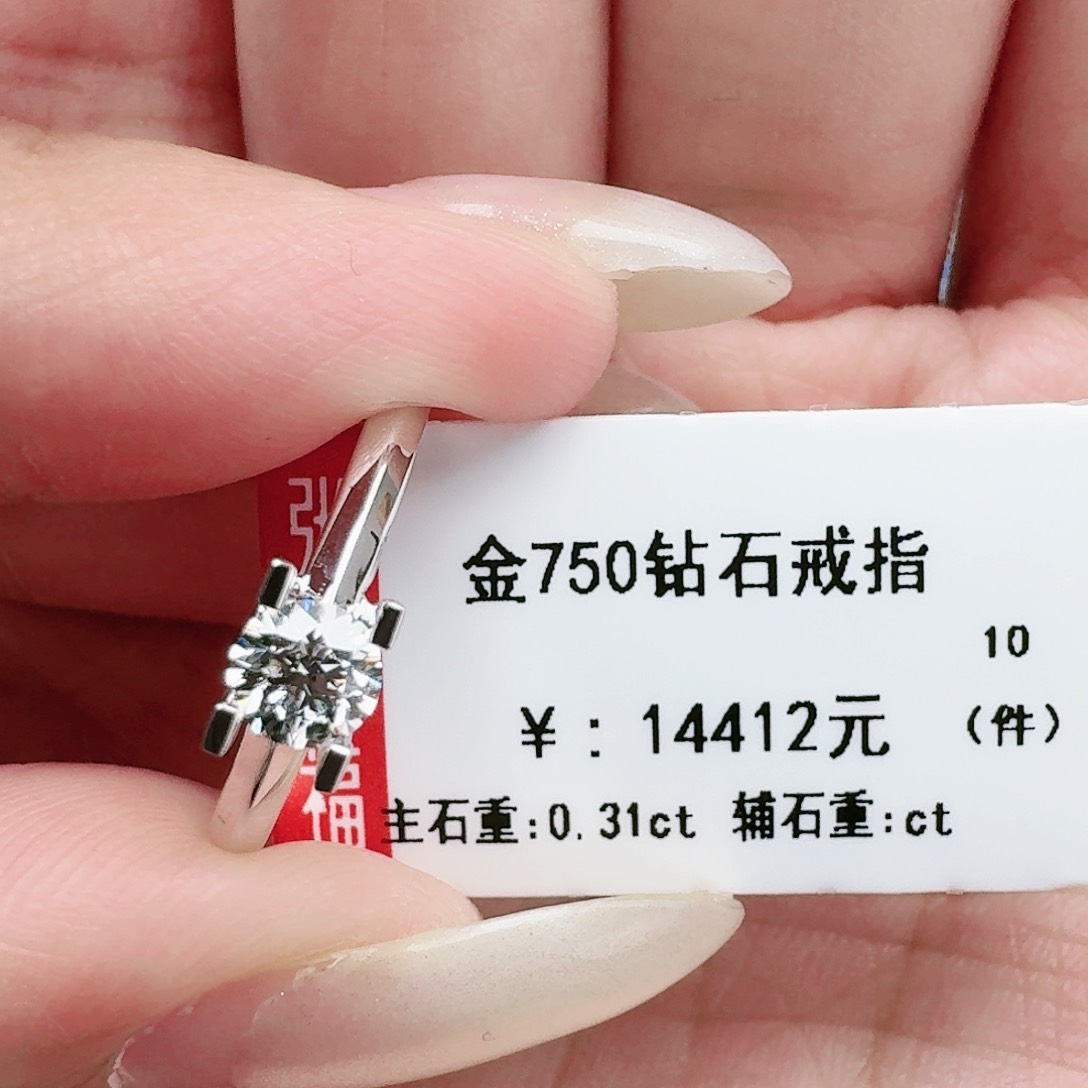 金750钻石戒指
10
¥:14412元 (件)
主石重:0.31ct 辅石重:ct
福